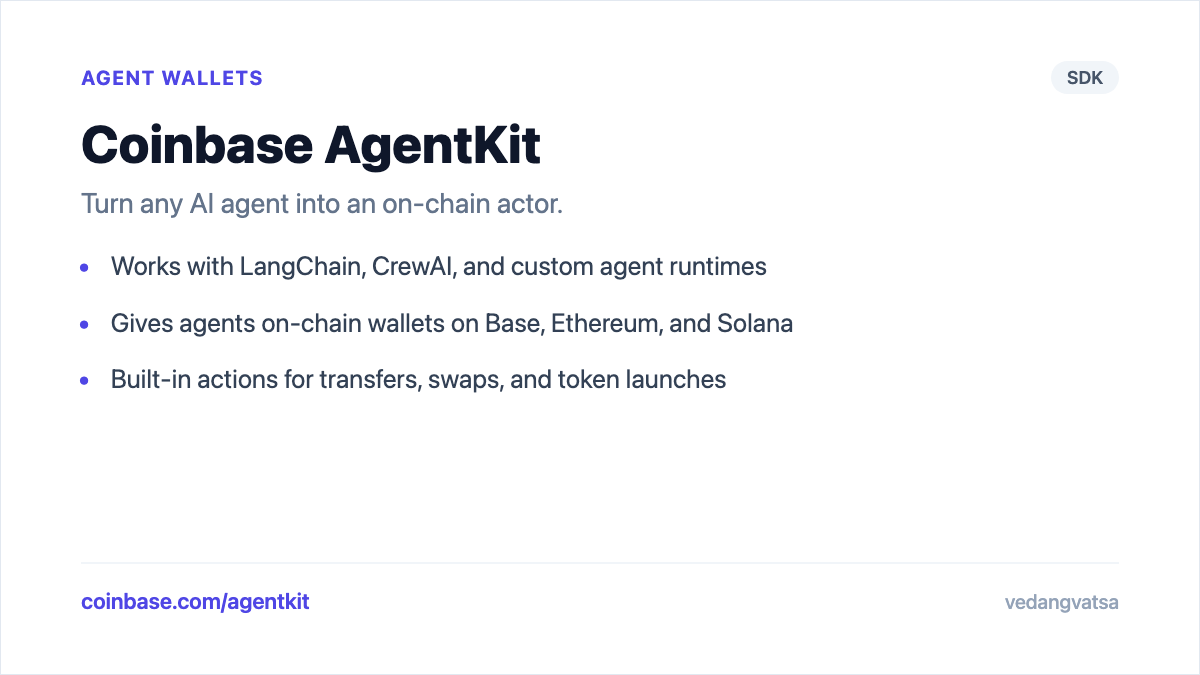 AGENT WALLETS
SDK
Coinbase AgentKit
Turn any AI agent into an on-chain actor.
• Works with LangChain, CrewAI, and custom agent runtimes
• Gives agents on-chain wallets on Base, Ethereum, and Solana
• Built-in actions for transfers, swaps, and token launches
coinbase.com/agentkit
vedangvatsa